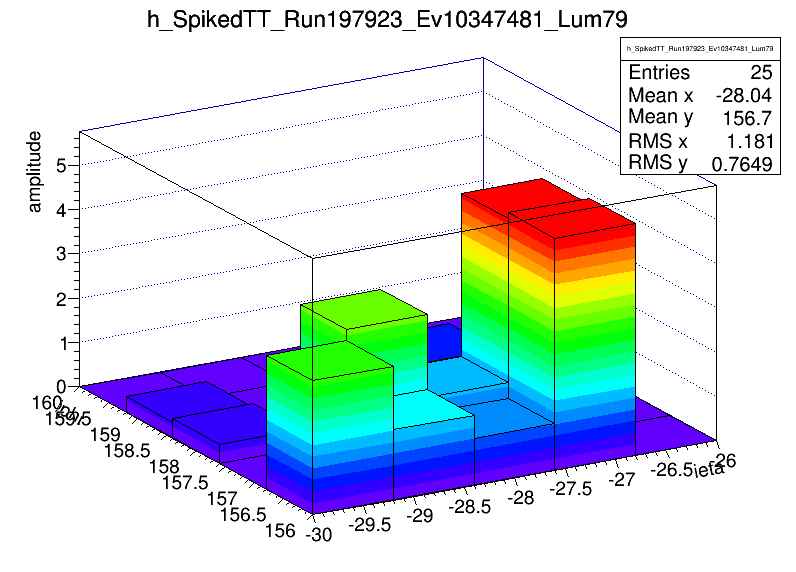 h_SpikedTT_Run197923_Ev10347481_Lum79
h_SpikedTT_Run197923_Ev10347481_Lum79
Entries 25
Mean x -28.04
Mean y 156.7
RMS x 1.181
RMS y 0.7649
amplitude
5
4
3
2
1
0
160
159.5
159
158.5
158
157.5
157
156.5
156
-30
-29.5
-29
-28.5
-28
-27.5
-27
-26.5
-26
ieta